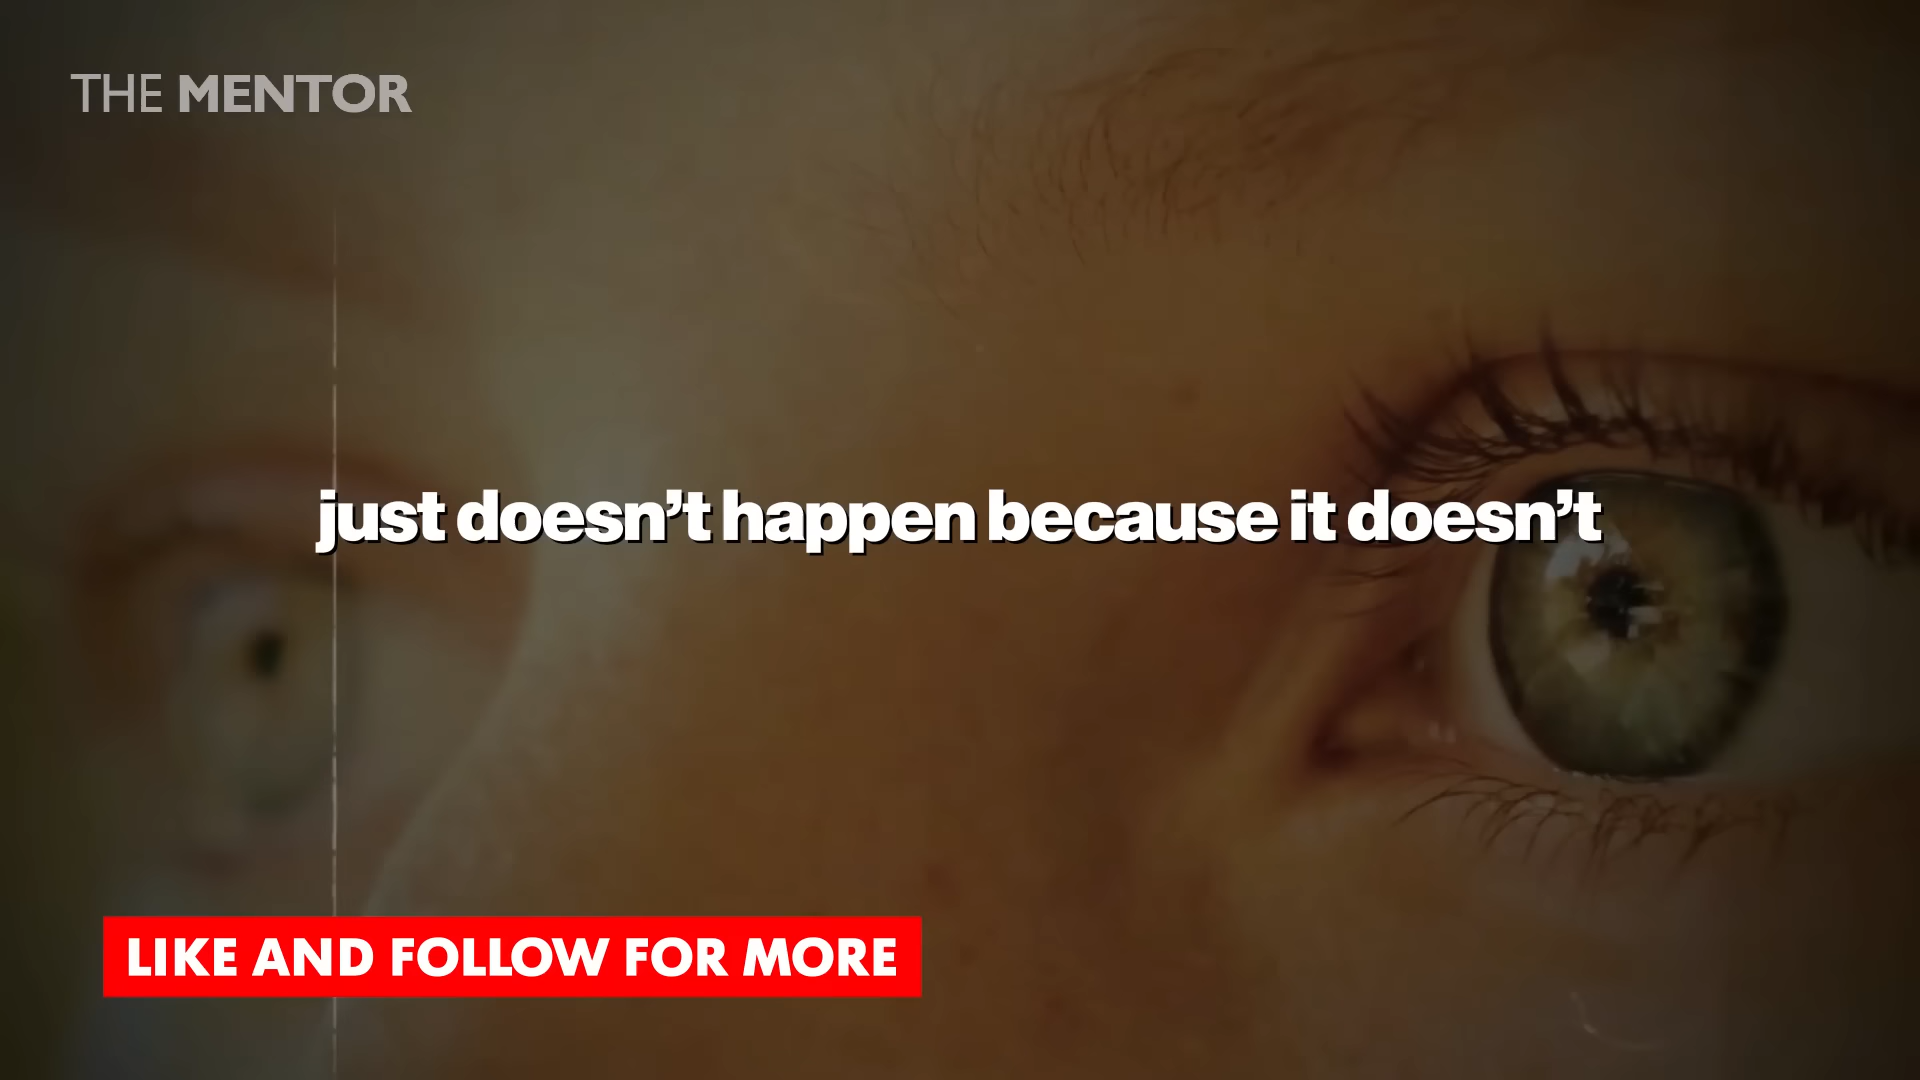 THE MENTOR
just doesn’t happen because it doesn’t
LIKE AND FOLLOW FOR MORE